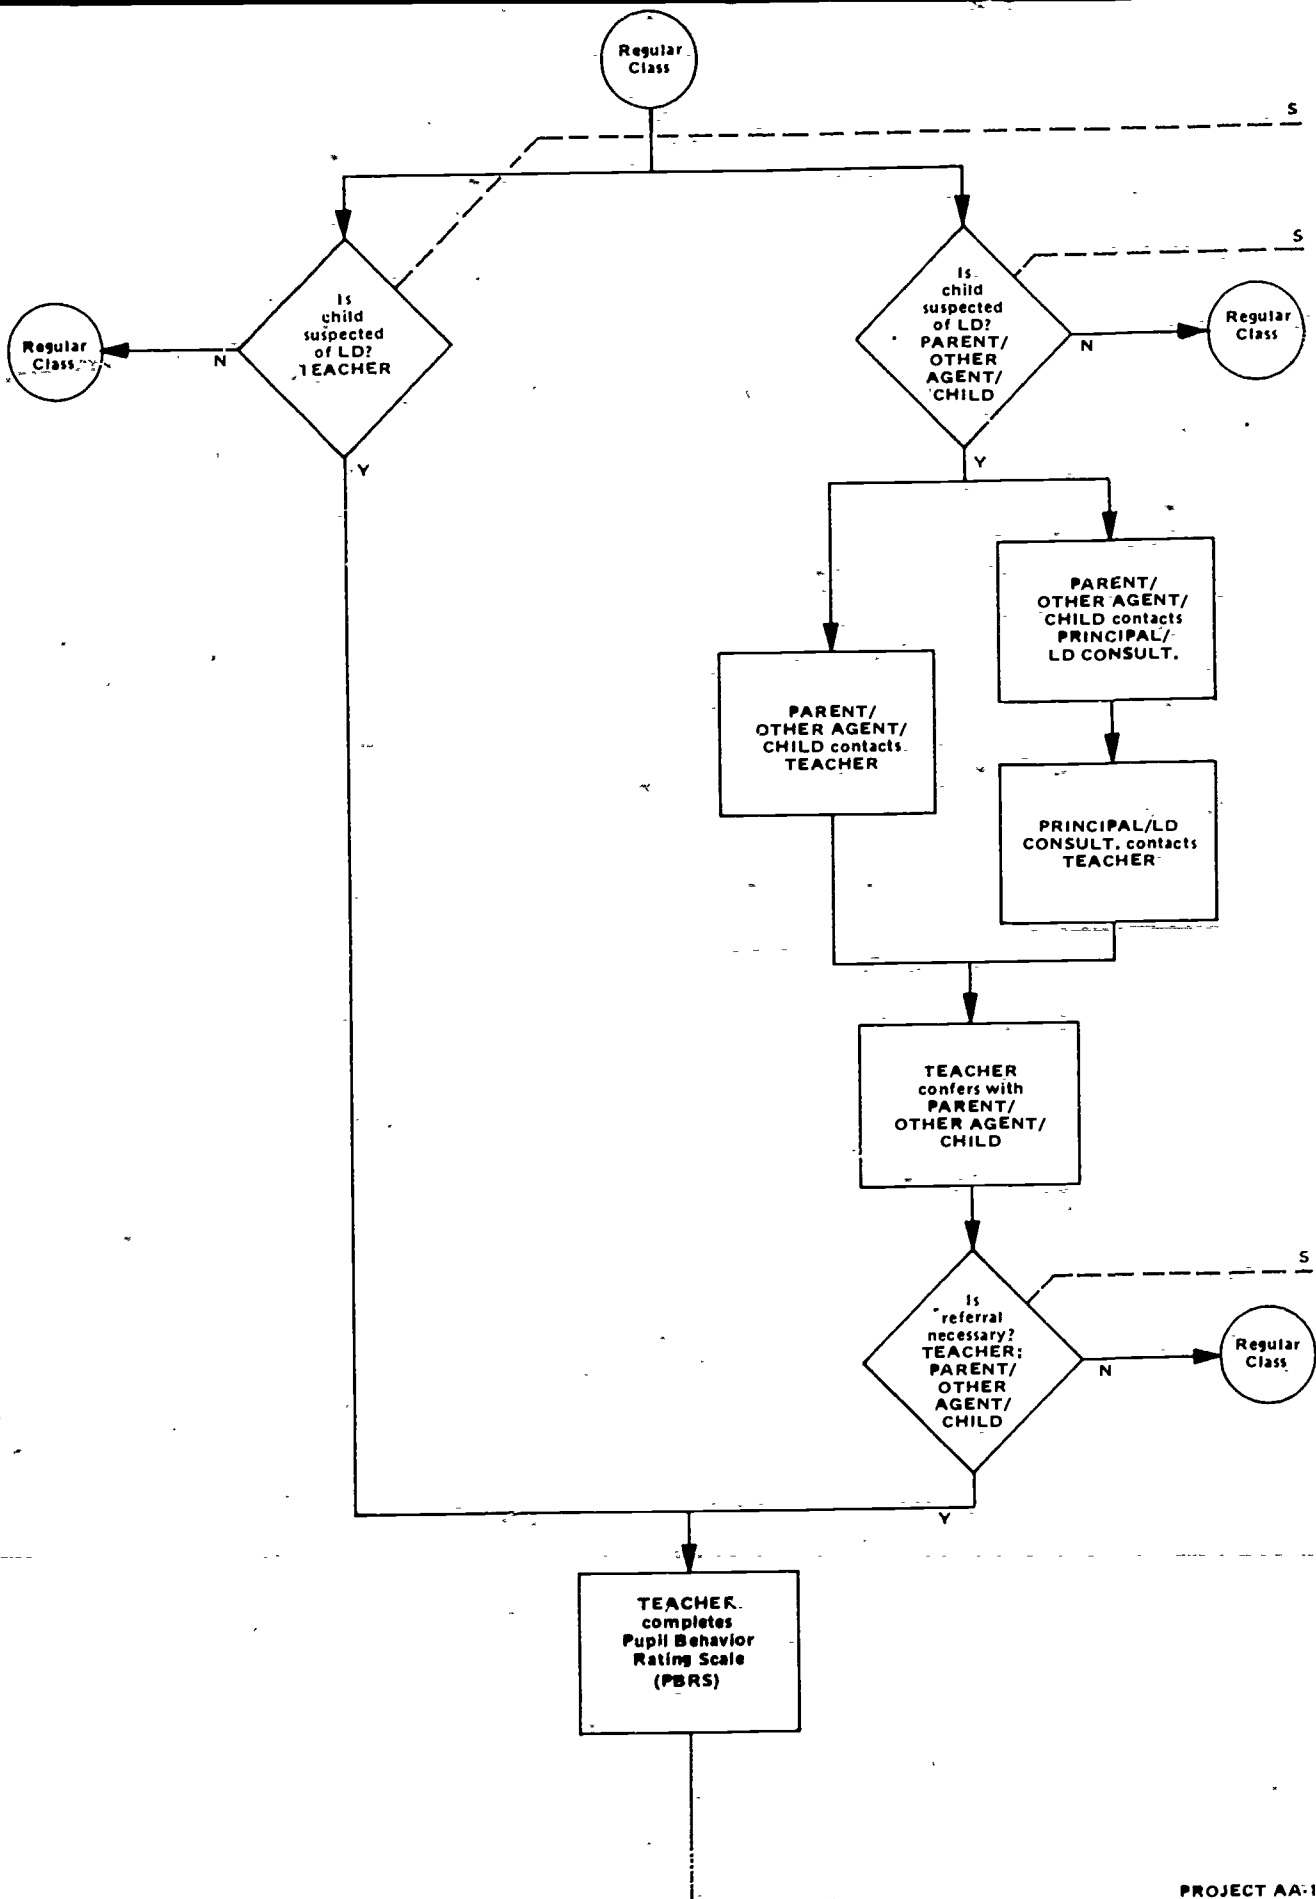 Regular
Class
S
S
Is
child
suspected
of LD?
TEACHER
Regular
Class
N
Y
Is
child
suspected
of LD?
PARENT/
OTHER
AGENT/
CHILD
N
Regular
Class
Y
PARENT/
OTHER AGENT/
CHILD contacts
PRINCIPAL/
LD CONSULT.
PARENT/
OTHER AGENT/
CHILD contacts
TEACHER
PRINCIPAL/LD
CONSULT. contacts
TEACHER
TEACHER
confers with
PARENT/
OTHER AGENT/
CHILD
S
Is
referral
necessary?
TEACHER;
PARENT/
OTHER
AGENT/
CHILD
N
Regular
Class
Y
TEACHER
completes
Pupil Behavior
Rating Scale
(PBRS)
PROJECT